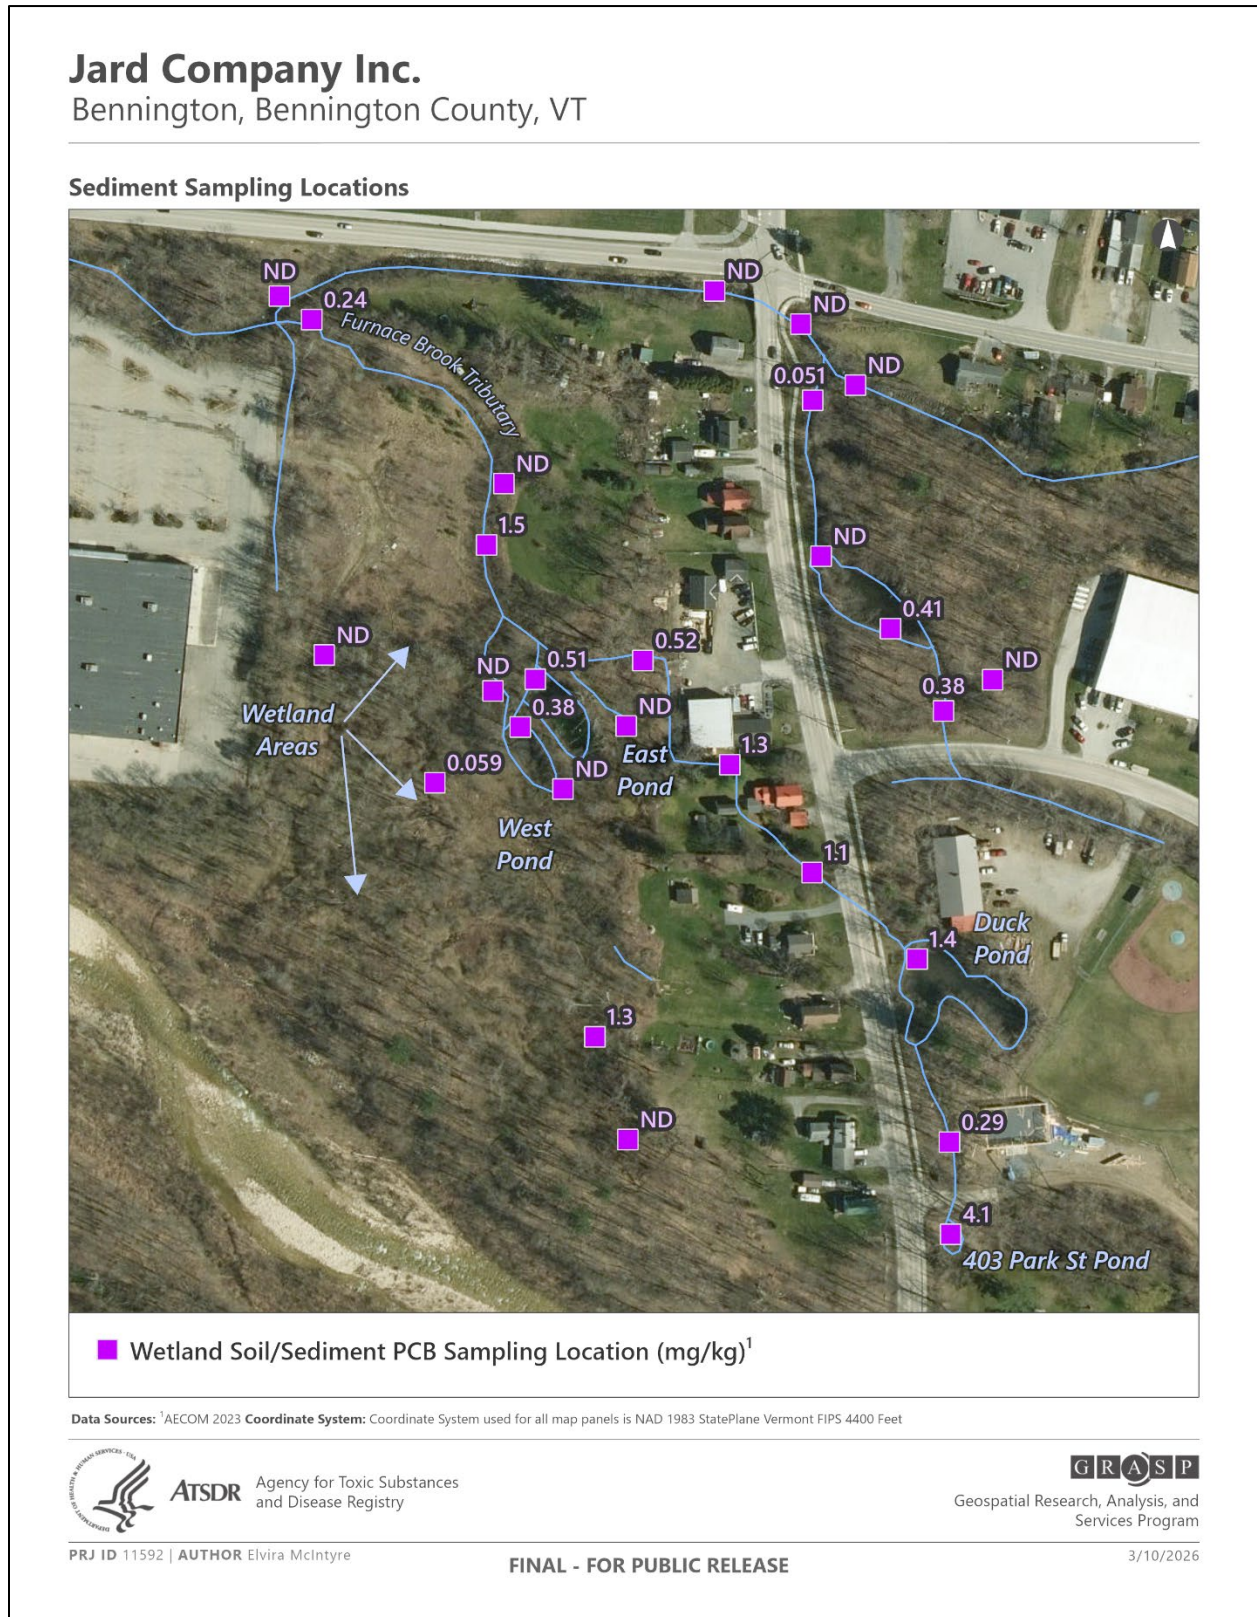 Jard Company Inc.
Bennington, Bennington County, VT
Sediment Sampling Locations
ND
0.24
Furnace Brook Tributary
ND
ND
ND
0.051
ND
1.5
ND
0.41
ND
0.38
ND
ND
0.51
0.52
0.38
ND
ND
0.059
Wetland
Areas
East
Pond
West
Pond
1.3
1.1
1.4
Duck
Pond
1.3
ND
0.29
4.1
403 Park St Pond
Wetland Soil/Sediment PCB Sampling Location (mg/kg)¹
Data Sources: ¹AECOM 2023 Coordinate System: Coordinate System used for all map panels is NAD 1983 StatePlane Vermont FIPS 4400 Feet
DEPARTMENT OF HEALTH & HUMAN SERVICES · USA
ATSDR
Agency for Toxic Substances
and Disease Registry
GRASP
Geospatial Research, Analysis, and
Services Program
PRJ ID 11592 | AUTHOR Elvira McIntyre
FINAL - FOR PUBLIC RELEASE
3/10/2026